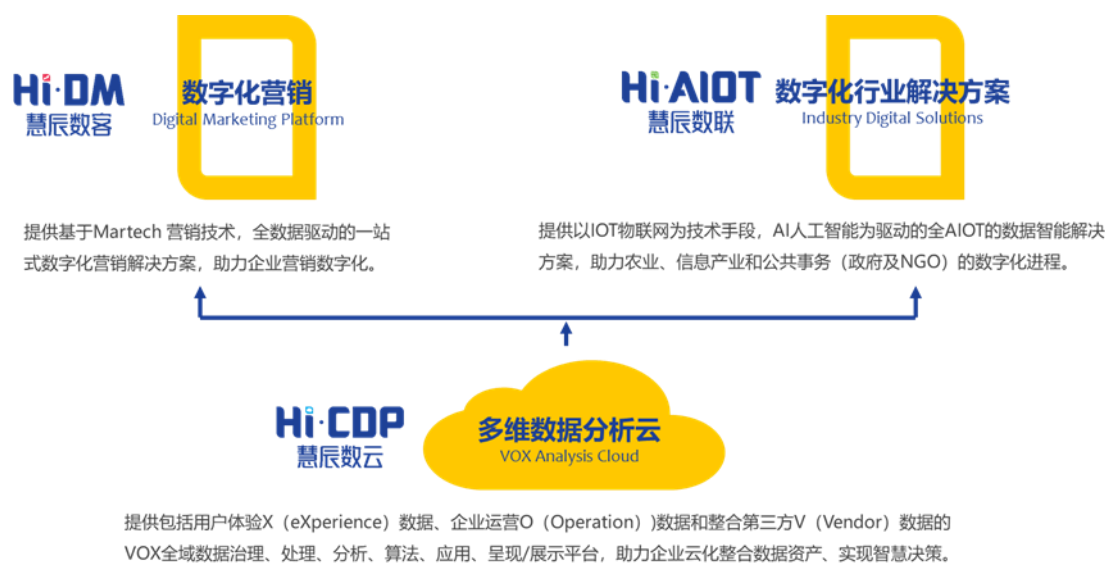 Hi·DM
慧辰数客
数字化营销
Digital Marketing Platform
提供基于Martech 营销技术，全数据驱动的一站
式数字化营销解决方案，助力企业营销数字化。
Hi·AIOT
慧辰数联
数字化行业解决方案
Industry Digital Solutions
提供以IOT物联网为技术手段，AI人工智能为驱动的全AIOT的数据智能解决
方案，助力农业、信息产业和公共事务（政府及NGO）的数字化进程。
Hi·CDP
慧辰数云
多维数据分析云
VOX Analysis Cloud
提供包括用户体验X（eXperience）数据、企业运营O（Operation）)数据和整合第三方V（Vendor）数据的
VOX全域数据治理、处理、分析、算法、应用、呈现/展示平台，助力企业云化整合数据资产、实现智慧决策。